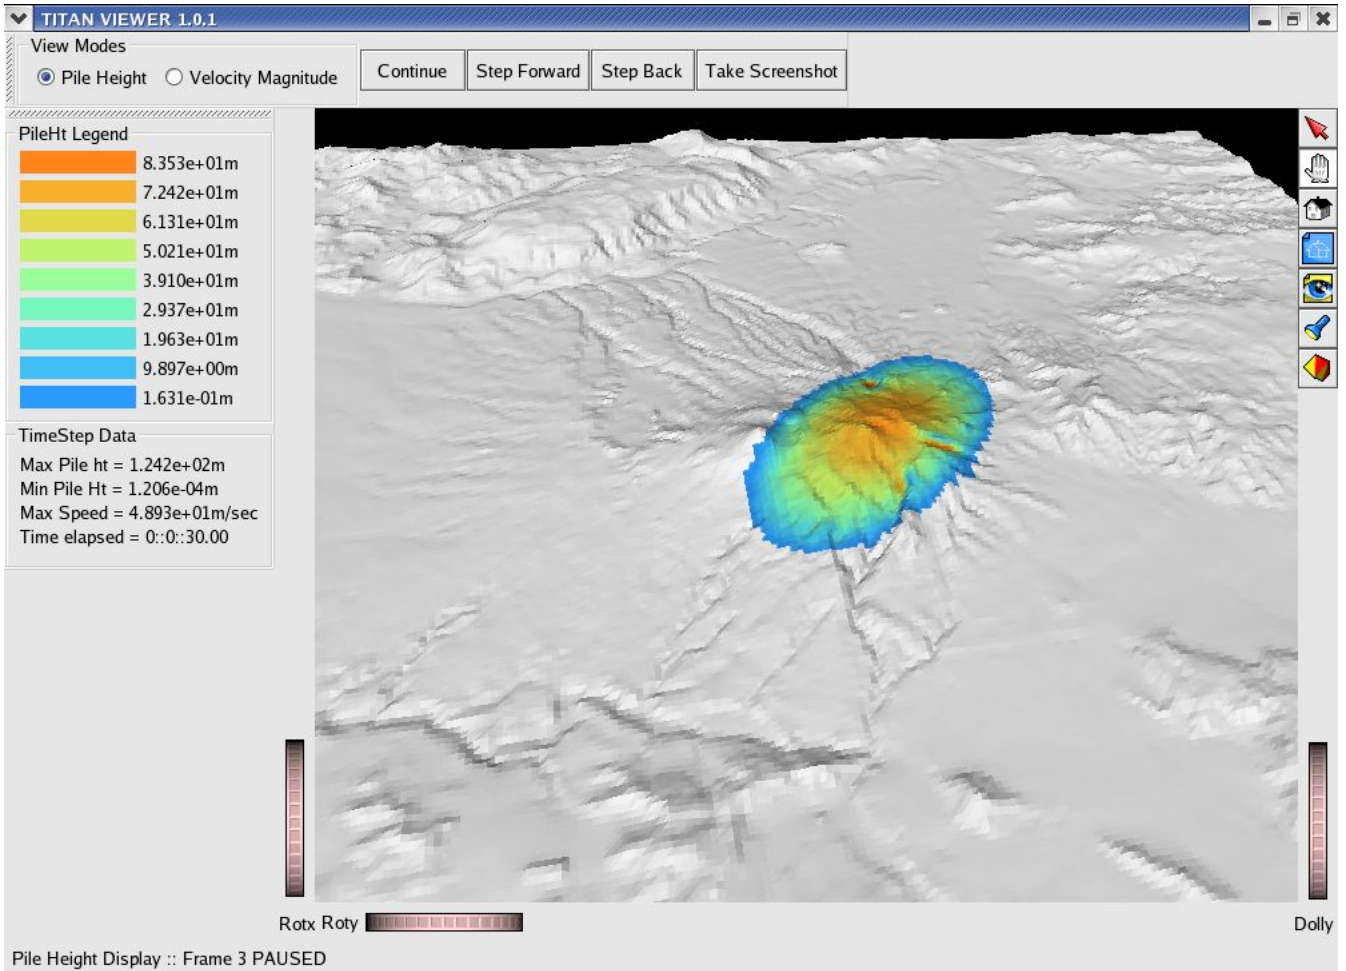 TITAN VIEWER 1.0.1
View Modes
Pile Height Velocity Magnitude
Continue Step Forward Step Back Take Screenshot
PileHt Legend
8.353e+01m
7.242e+01m
6.131e+01m
5.021e+01m
3.910e+01m
2.937e+01m
1.963e+01m
9.897e+00m
1.631e-01m
TimeStep Data
Max Pile ht = 1.242e+02m
Min Pile Ht = 1.206e-04m
Max Speed = 4.893e+01m/sec
Time elapsed = 0::0::30.00
Rotx Roty
Dolly
Pile Height Display :: Frame 3 PAUSED